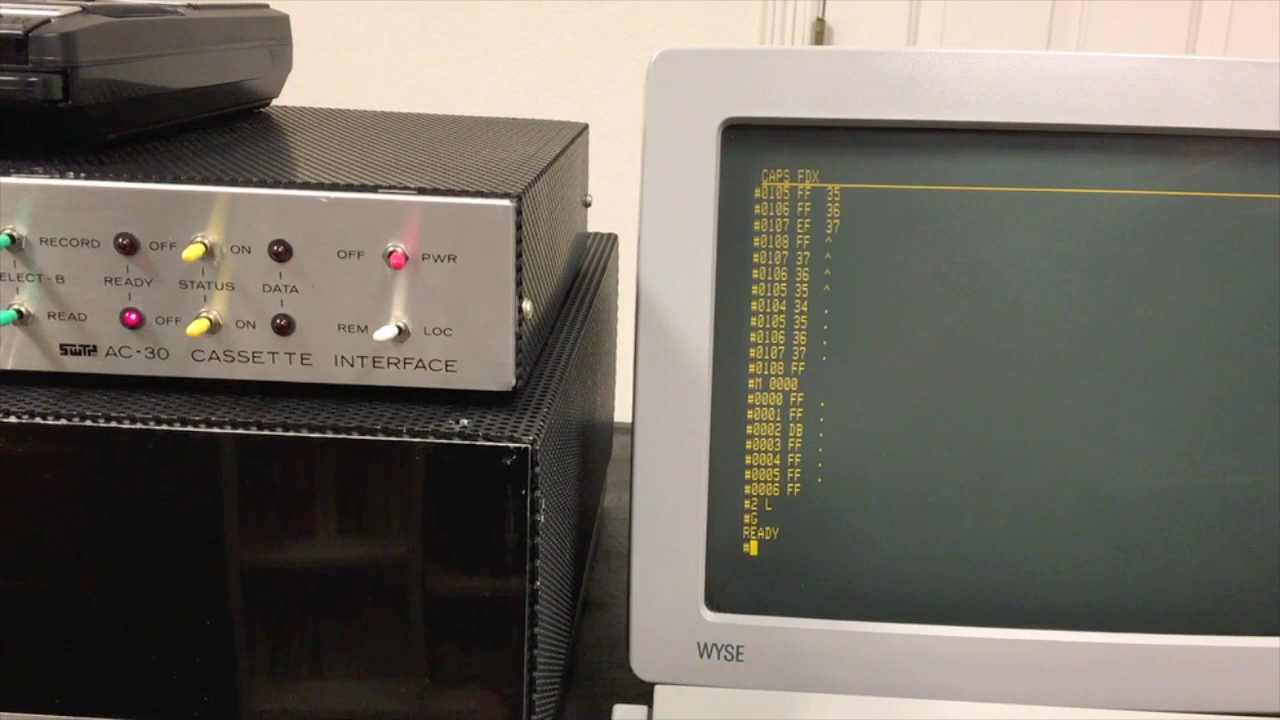 RECORD OFF ON OFF PWR
ELECT-B READY STATUS DATA
READ OFF ON REM LOC
SWTP AC-30 CASSETTE INTERFACE
CAPS FDX
#0105 FF 35
#0106 FF 36
#0107 EF 37
#0108 FF ^
#0107 37 ^
#0106 36 ^
#0105 35 ^
#0104 34 .
#0105 35 .
#0106 36 .
#0107 37 .
#0108 FF
#M 0000
#0000 FF .
#0001 FF .
#0002 DB .
#0003 FF .
#0004 FF .
#0005 FF .
#0006 FF
#2 L
#G
READY
#
WYSE